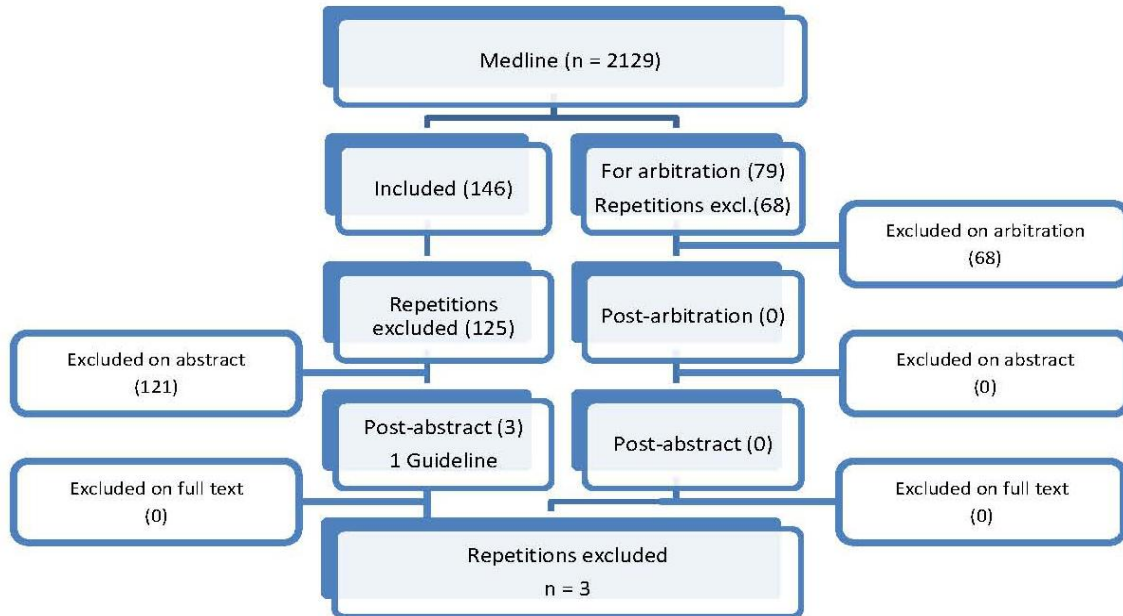 Medline (n = 2129)
Included (146)
For arbitration (79)
Repetitions excl.(68)
Excluded on arbitration
(68)
Repetitions
excluded (125)
Post-arbitration (0)
Excluded on abstract
(121)
Excluded on abstract
(0)
Post-abstract (3)
1 Guideline
Post-abstract (0)
Excluded on full text
(0)
Excluded on full text
(0)
Repetitions excluded
n = 3